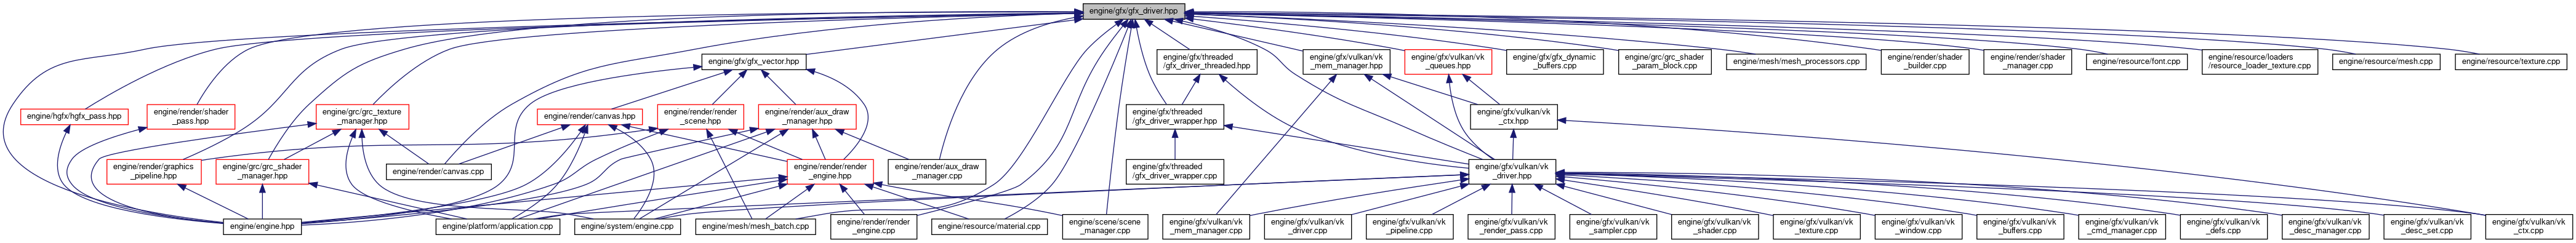 engine/gfx/gfx_driver.hpp
engine/gfx/gfx_vector.hpp
engine/gfx/threaded
/gfx_driver_threaded.hpp
engine/gfx/vulkan/vk
_mem_manager.hpp
engine/gfx/vulkan/vk
_queues.hpp
engine/gfx/gfx_dynamic
_buffers.cpp
engine/grc/grc_shader
_param_block.cpp
engine/mesh/mesh_processors.cpp
engine/render/shader
_builder.cpp
engine/render/shader
_manager.cpp
engine/resource/font.cpp
engine/resource/loaders
/resource_loader_texture.cpp
engine/resource/mesh.cpp
engine/resource/texture.cpp
engine/hgfx/hgfx_pass.hpp
engine/render/shader
_pass.hpp
engine/grc/grc_texture
_manager.hpp
engine/render/canvas.hpp
engine/render/render
_scene.hpp
engine/render/aux_draw
_manager.hpp
engine/gfx/threaded
/gfx_driver_wrapper.hpp
engine/gfx/vulkan/vk
_ctx.hpp
engine/render/graphics
_pipeline.hpp
engine/grc/grc_shader
_manager.hpp
engine/render/canvas.cpp
engine/render/render
_engine.hpp
engine/render/aux_draw
_manager.cpp
engine/gfx/threaded
/gfx_driver_wrapper.cpp
engine/gfx/vulkan/vk
_driver.hpp
engine/engine.hpp
engine/platform/application.cpp
engine/system/engine.cpp
engine/mesh/mesh_batch.cpp
engine/render/render
_engine.cpp
engine/resource/material.cpp
engine/scene/scene
_manager.cpp
engine/gfx/vulkan/vk
_mem_manager.cpp
engine/gfx/vulkan/vk
_driver.cpp
engine/gfx/vulkan/vk
_pipeline.cpp
engine/gfx/vulkan/vk
_render_pass.cpp
engine/gfx/vulkan/vk
_sampler.cpp
engine/gfx/vulkan/vk
_shader.cpp
engine/gfx/vulkan/vk
_texture.cpp
engine/gfx/vulkan/vk
_window.cpp
engine/gfx/vulkan/vk
_buffers.cpp
engine/gfx/vulkan/vk
_cmd_manager.cpp
engine/gfx/vulkan/vk
_defs.cpp
engine/gfx/vulkan/vk
_desc_manager.cpp
engine/gfx/vulkan/vk
_desc_set.cpp
engine/gfx/vulkan/vk
_ctx.cpp